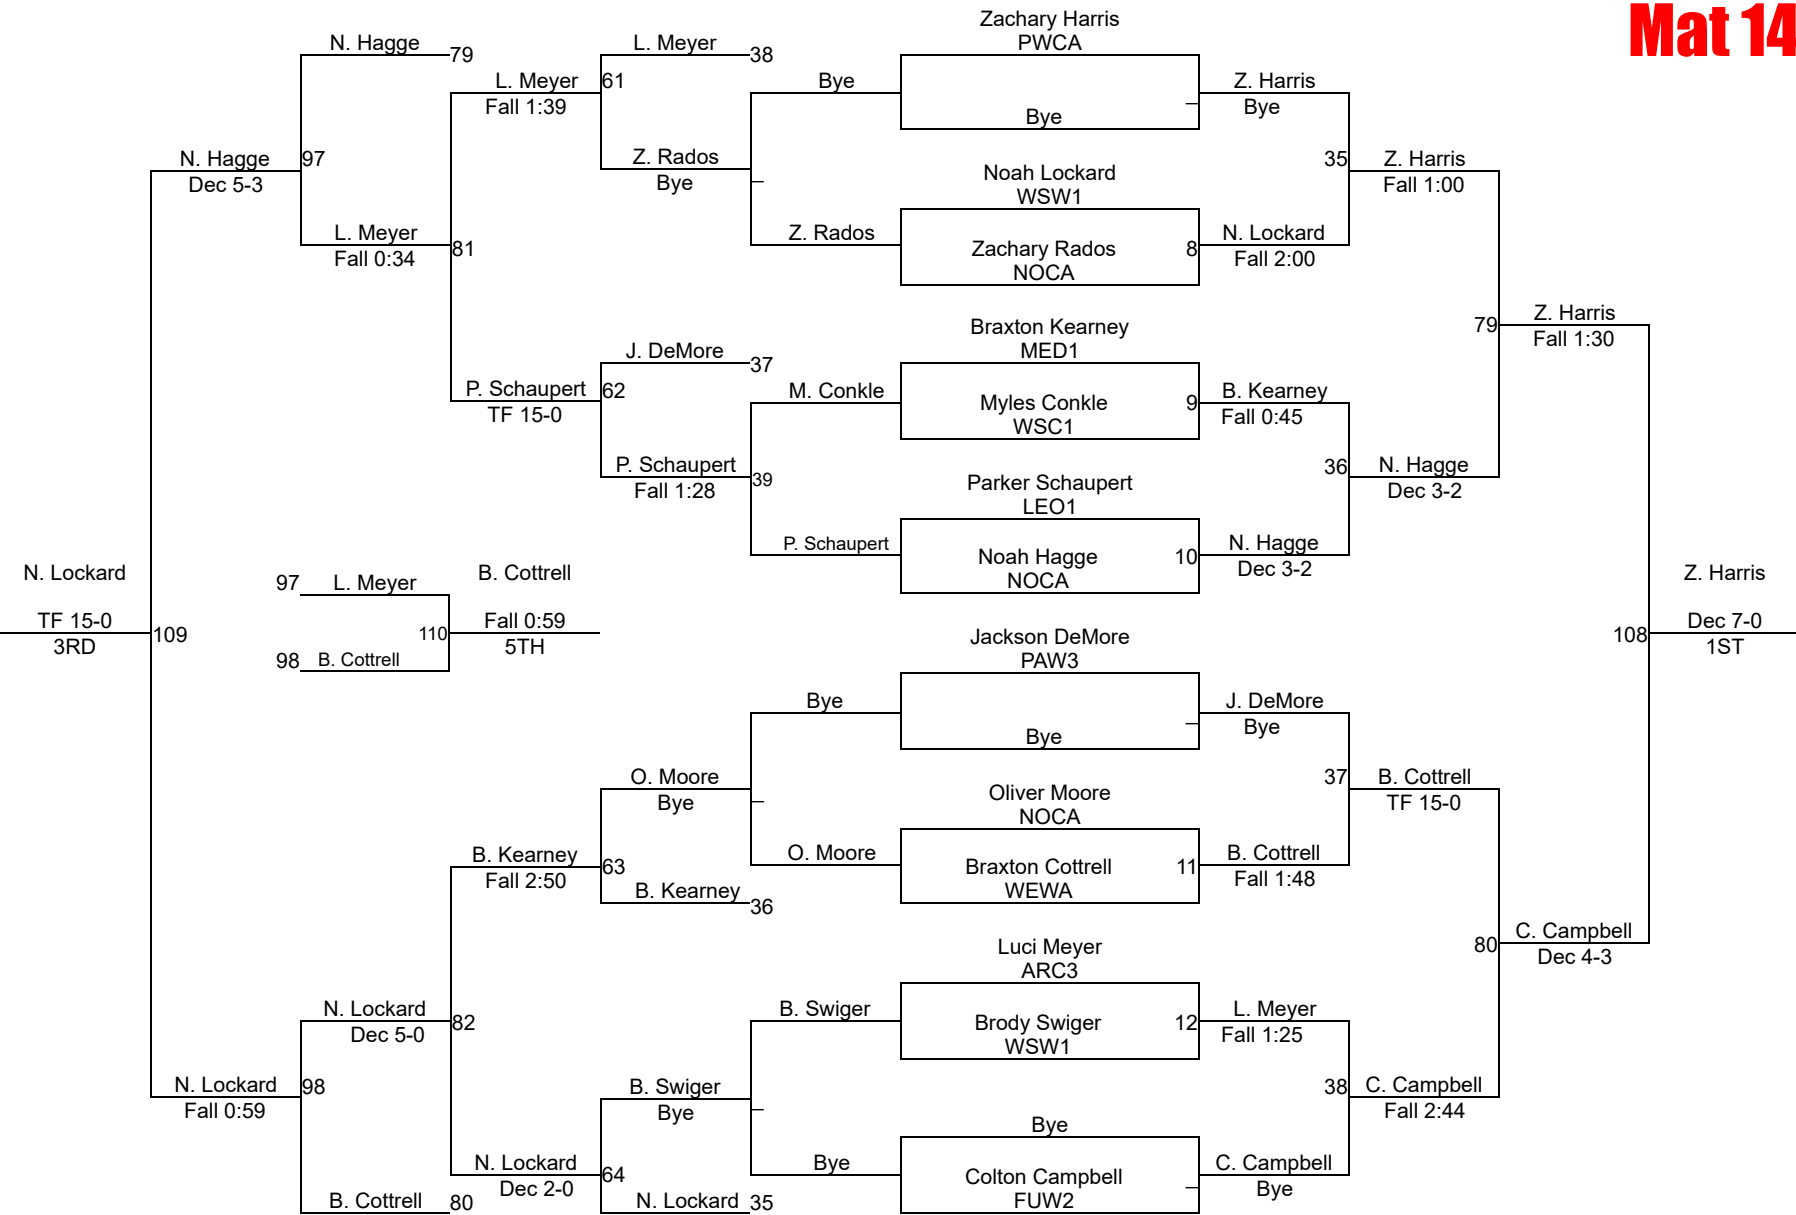 Mat 14
Zachary Harris
PWCA
N. Hagge
79
L. Meyer
38
L. Meyer
61
Bye
Z. Harris
Fall 1:39
Bye
Bye
N. Hagge
97
Z. Rados
35
Z. Harris
Dec 5-3
Bye
Noah Lockard
Fall 1:00
WSW1
L. Meyer
81
Z. Rados
Zachary Rados
8
N. Lockard
Fall 0:34
NOCA
Fall 2:00
Braxton Kearney
79
Z. Harris
MED1
Fall 1:30
J. DeMore
37
P. Schaupert
62
M. Conkle
Myles Conkle
9
B. Kearney
TF 15-0
WSC1
Fall 0:45
P. Schaupert
39
Parker Schaupert
36
N. Hagge
Fall 1:28
LEO1
Dec 3-2
P. Schaupert
Noah Hagge
10
N. Hagge
NOCA
Dec 3-2
N. Lockard
97
L. Meyer
B. Cottrell
Z. Harris
TF 15-0
109
110
Fall 0:59
108
Dec 7-0
3RD
98
B. Cottrell
5TH
1ST
Jackson DeMore
PAW3
Bye
J. DeMore
Bye
Bye
O. Moore
37
B. Cottrell
Bye
Oliver Moore
TF 15-0
NOCA
B. Kearney
63
O. Moore
Braxton Cottrell
11
B. Cottrell
Fall 2:50
WEWA
Fall 1:48
B. Kearney
36
Luci Meyer
80
C. Campbell
ARC3
Dec 4-3
N. Lockard
82
B. Swiger
Brody Swiger
12
L. Meyer
Dec 5-0
WSW1
Fall 1:25
N. Lockard
98
B. Swiger
38
C. Campbell
Fall 0:59
Bye
Bye
Fall 2:44
N. Lockard
64
Bye
Colton Campbell
C. Campbell
Dec 2-0
FUW2
Bye
B. Cottrell
80
N. Lockard
35